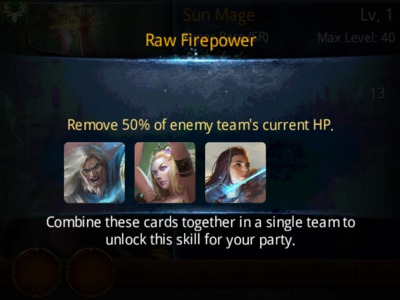 Sun Mage
Lv. 1
Raw Firepower
Max Level: 40
13
Remove 50% of enemy team's current HP.
Combine these cards together in a single team to
unlock this skill for your party.